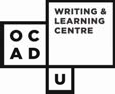 WRITING &
LEARNING
CENTRE
O C
A D
U